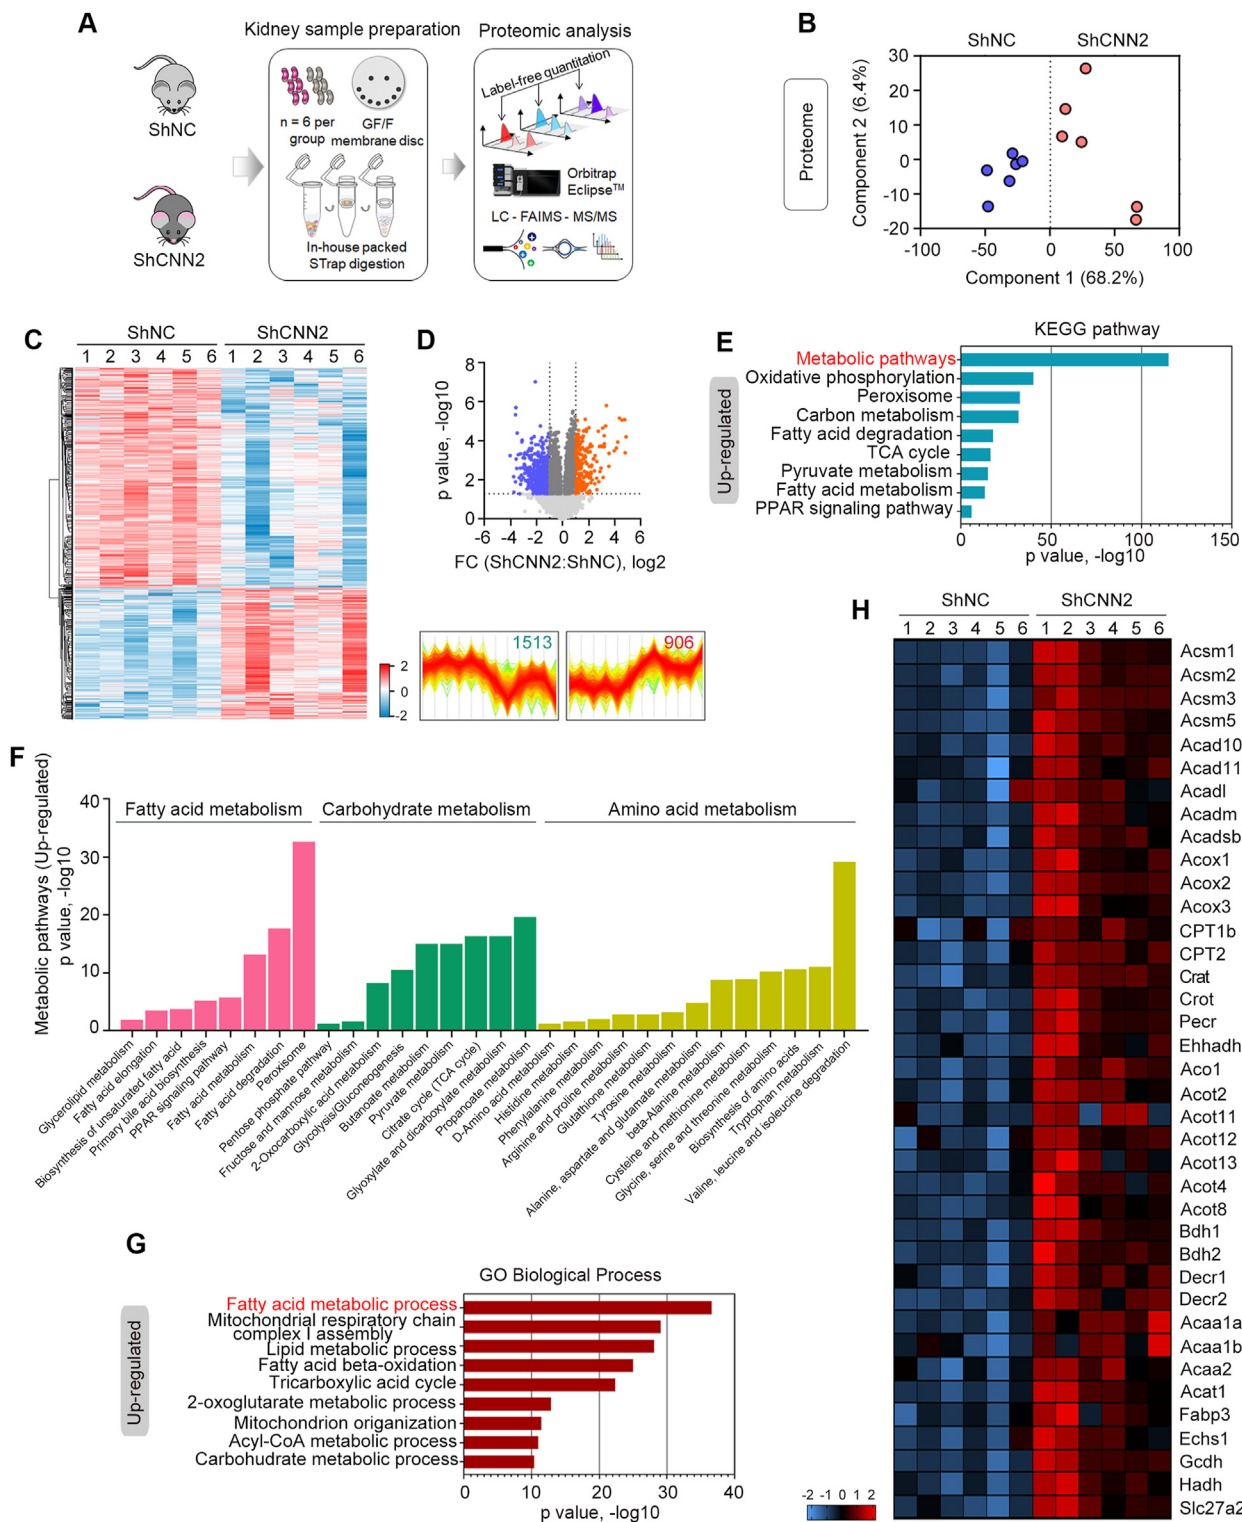 A
Kidney sample preparation
Proteomic analysis
ShNC
ShCNN2
n = 6 per
group
GF/F
membrane disc
In-house packed
STrap digestion
Label-free quantitation
Orbitrap
Eclipse™
LC - FAIMS - MS/MS
B
Proteome
ShNC
ShCNN2
Component 2 (6.4%)
30
20
10
0
-10
-20
-100
-50
0
50
100
Component 1 (68.2%)
C
ShNC
ShCNN2
1 2 3 4 5 6 1 2 3 4 5 6
2
0
-2
1513
906
D
p value, -log10
8
6
4
2
0
-6 -4 -2 0 2 4 6
FC (ShCNN2:ShNC), log2
E
KEGG pathway
Up-regulated
Metabolic pathways
Oxidative phosphorylation
Peroxisome
Carbon metabolism
Fatty acid degradation
TCA cycle
Pyruvate metabolism
Fatty acid metabolism
PPAR signaling pathway
0 50 100 150
p value, -log10
F
Metabolic pathways (Up-regulated)
p value, -log10
40
30
20
10
0
Fatty acid metabolism
Carbohydrate metabolism
Amino acid metabolism
Glycerolipid metabolism
Fatty acid elongation
Biosynthesis of unsaturated fatty acid
Primary bile acid biosynthesis
PPAR signaling pathway
Fatty acid metabolism
Fatty acid degradation
Peroxisome
Pentose phosphate pathway
Fructose and mannose metabolism
2-Oxocarboxylic acid metabolism
Glycolysis/Gluconeogenesis
Butanoate metabolism
Pyruvate metabolism
Citrate cycle (TCA cycle)
Glyoxylate and dicarboxylate metabolism
Propanoate metabolism
D-Amino acid metabolism
Histidine metabolism
Phenylalanine metabolism
Arginine and proline metabolism
Glutathione metabolism
Tyrosine metabolism
Alanine, aspartate and glutamate metabolism
beta-Alanine metabolism
Cysteine and methionine metabolism
Glycine, serine and threonine metabolism
Biosynthesis of amino acids
Tryptophan metabolism
Valine, leucine and isoleucine degradation
G
GO Biological Process
Up-regulated
Fatty acid metabolic process
Mitochondrial respiratory chain
complex I assembly
Lipid metabolic process
Fatty acid beta-oxidation
Tricarboxylic acid cycle
2-oxoglutarate metabolic process
Mitochondrion origanization
Acyl-CoA metabolic process
Carbohudrate metabolic process
0 10 20 30 40
p value, -log10
H
ShNC
ShCNN2
1 2 3 4 5 6 1 2 3 4 5 6
Acsm1
Acsm2
Acsm3
Acsm5
Acad10
Acad11
Acadl
Acadm
Acadsb
Acox1
Acox2
Acox3
CPT1b
CPT2
Crat
Crot
Pecr
Ehhadh
Aco1
Acot2
Acot11
Acot12
Acot13
Acot4
Acot8
Bdh1
Bdh2
Decr1
Decr2
Acaa1a
Acaa1b
Acaa2
Acat1
Fabp3
Echs1
Gcdh
Hadh
Slc27a2
-2 -1 0 1 2